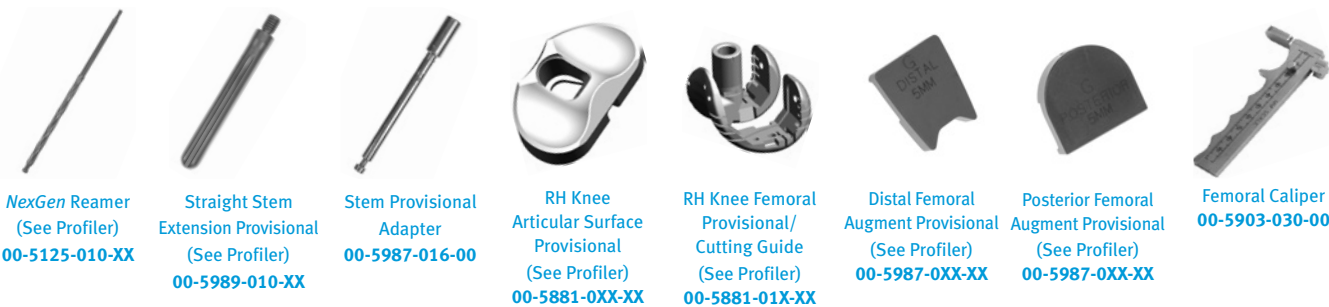 G
DISTAL
5MM
G
POSTERIOR
5MM
NexGen Reamer
(See Profiler)
00-5125-010-XX
Straight Stem
Extension Provisional
(See Profiler)
00-5989-010-XX
Stem Provisional
Adapter
00-5987-016-00
RH Knee
Articular Surface
Provisional
(See Profiler)
00-5881-0XX-XX
RH Knee Femoral
Provisional/
Cutting Guide
(See Profiler)
00-5881-01X-XX
Distal Femoral
Augment Provisional
(See Profiler)
00-5987-0XX-XX
Posterior Femoral
Augment Provisional
(See Profiler)
00-5987-0XX-XX
Femoral Caliper
00-5903-030-00